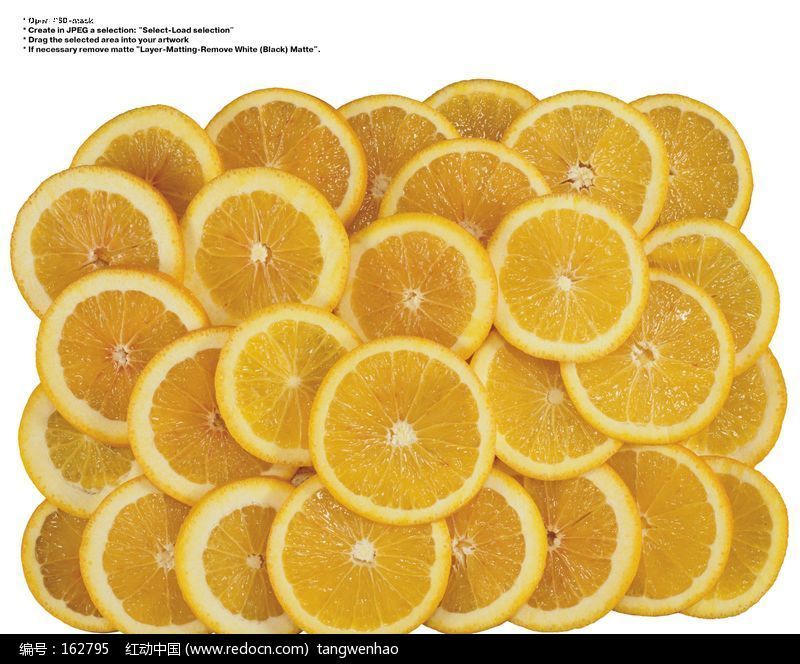 * Create in JPEG a selection: "Select-Load selection"
* Drag the selected area into your artwork
* If necessary remove matte "Layer-Matting-Remove White (Black) Matte".
编号：162795 红动中国 (www.redocn.com) tangwenhao